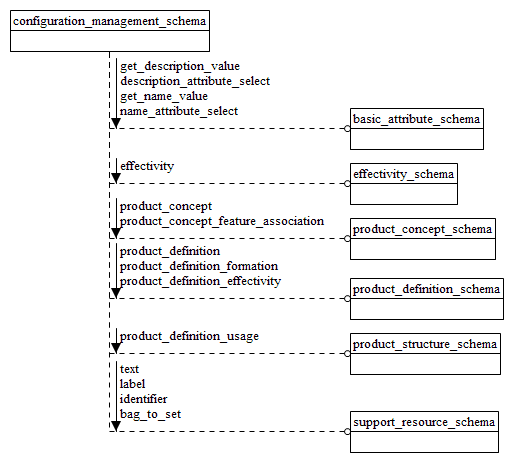 configuration_management_schema
get_description_value
description_attribute_select
get_name_value
name_attribute_select
basic_attribute_schema
effectivity
effectivity_schema
product_concept
product_concept_feature_association
product_concept_schema
product_definition
product_definition_formation
product_definition_effectivity
product_definition_schema
product_definition_usage
product_structure_schema
text
label
identifier
bag_to_set
support_resource_schema